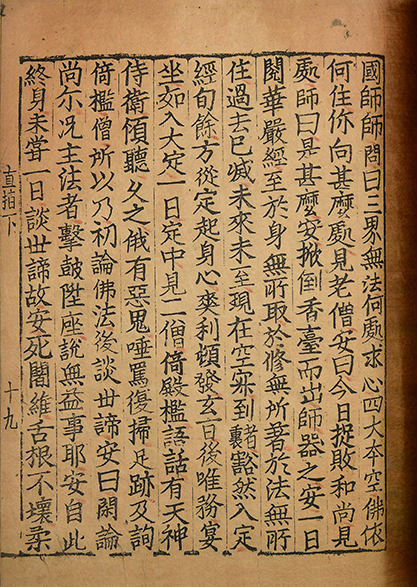 國師師問曰三界無法何處求心四大本空佛依
何住你向甚麽處見老僧安曰今日捉敗和尚見
處師曰是甚麽安掀倒香臺而出師器之安一日
閱華嚴經至於身無所取於修無所著於法無所
住過去已滅未來未至現在空寂到者裏豁然入定
經旬餘方從定起身心爽利頓發玄旨後唯務宴
坐如入大定一日定中見二僧倚殿檻語話有天神
侍衛傾聽久之俄有惡鬼唾罵復掃足跡及詢
倚檻僧所以乃初論佛法後談世諦安曰閑論
尚尒況主法者擊鼓陞座說無益事耶安自此
終身未甞一日談世諦故安死闍維舌根不壞柔
直指下 十九